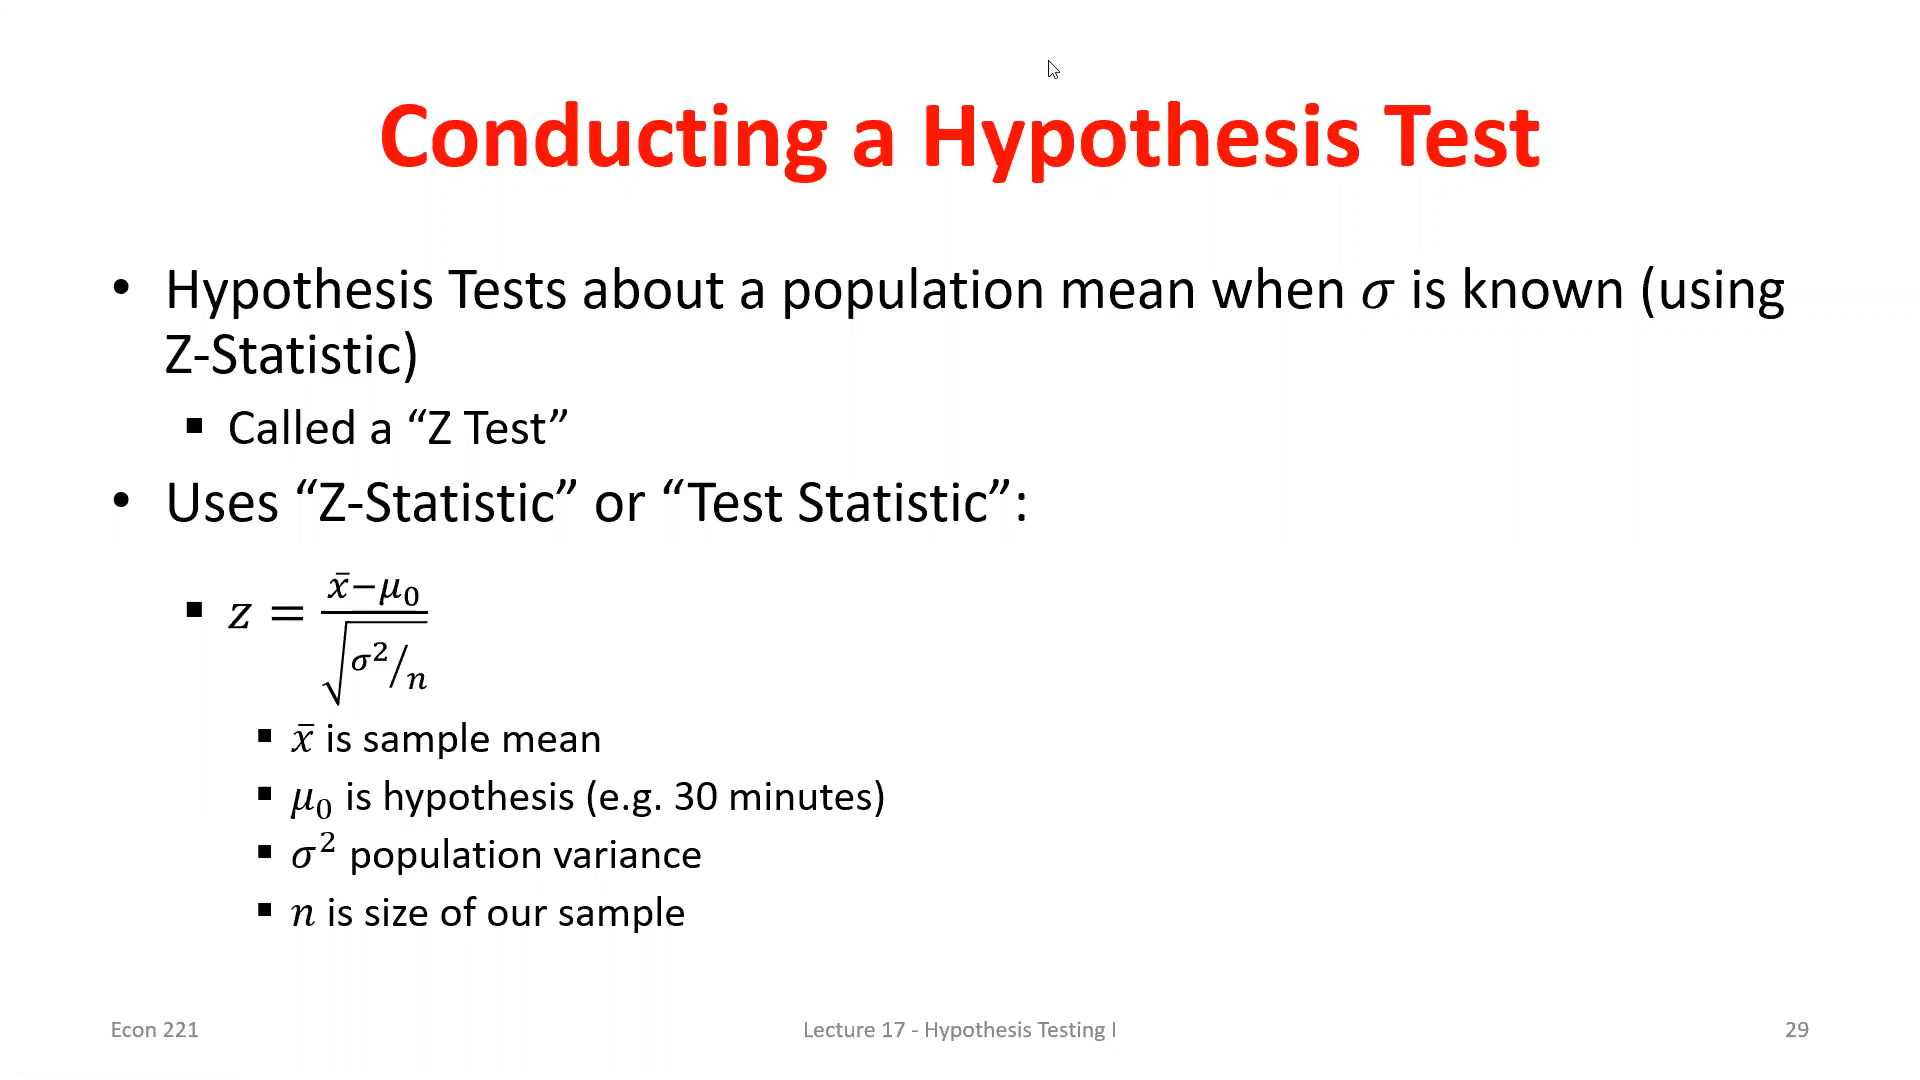 Conducting a Hypothesis Test
• Hypothesis Tests about a population mean when 𝜎 is known (using
Z-Statistic)
▪ Called a “Z Test”
• Uses “Z-Statistic” or “Test Statistic”:
▪ z = (x̄−μ₀)/√(σ²/n)
▪ x̄ is sample mean
▪ μ₀ is hypothesis (e.g. 30 minutes)
▪ σ² population variance
▪ n is size of our sample
Econ 221
Lecture 17 - Hypothesis Testing I
29